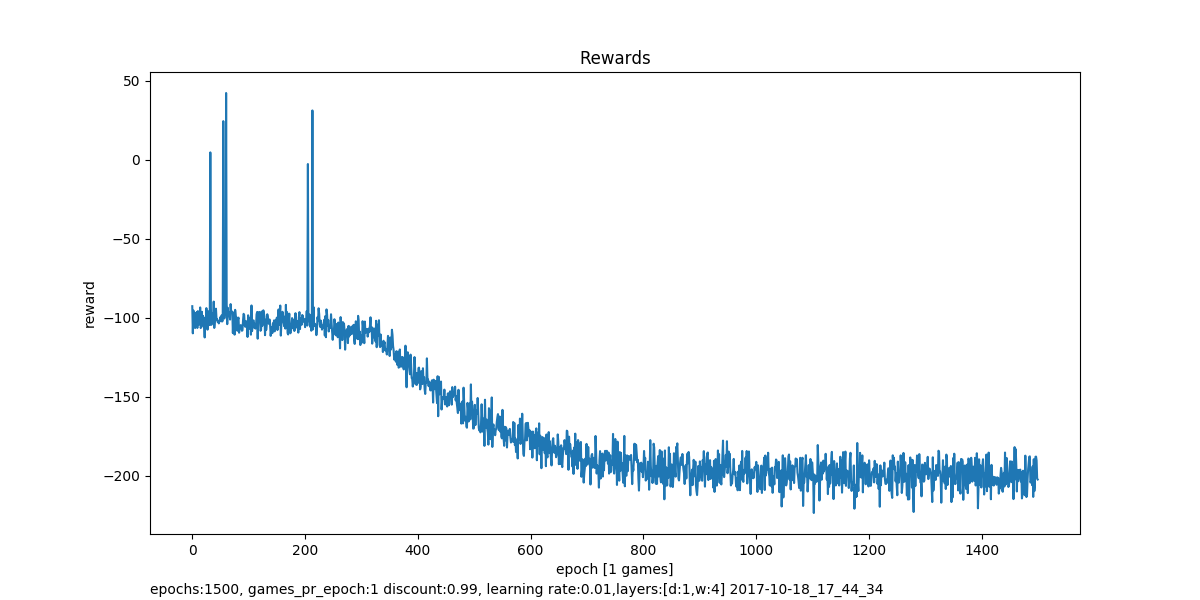 Rewards
50
0
−50
−100
−150
−200
reward
0 200 400 600 800 1000 1200 1400
epoch [1 games]
epochs:1500, games_pr_epoch:1 discount:0.99, learning rate:0.01,layers:[d:1,w:4] 2017-10-18_17_44_34